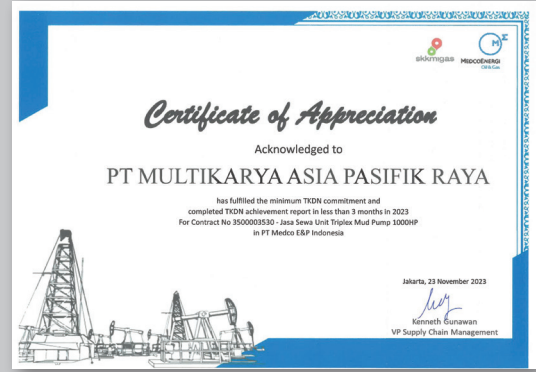 skkmigas
MEDCOENERGI
Oil & Gas
Certificate of Appreciation
Acknowledged to
PT MULTIKARYA ASIA PASIFIK RAYA
has fulfilled the minimum TKDN commitment and
completed TKDN achievement report in less than 3 months in 2023
For Contract No 3500003530 - Jasa Sewa Unit Triplex Mud Pump 1000HP
in PT Medco E&P Indonesia
Jakarta, 23 November 2023
Kenneth Gunawan
VP Supply Chain Management